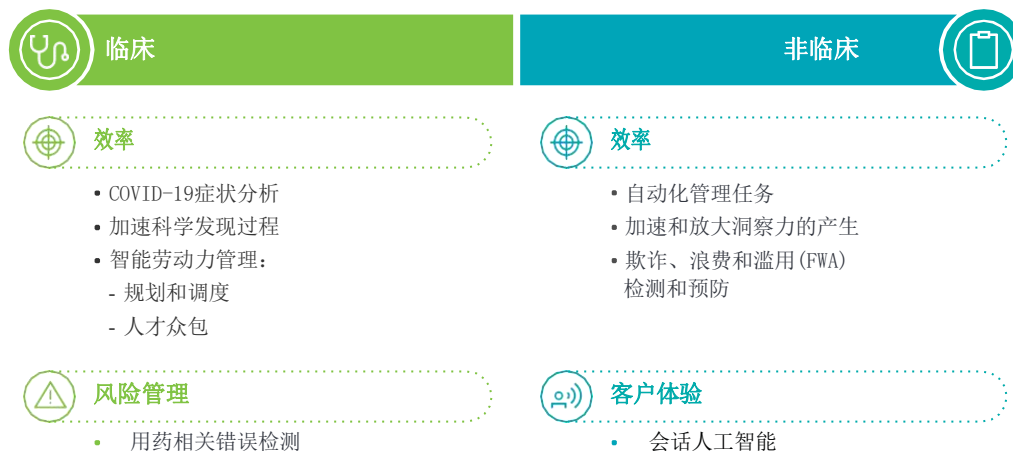 临床
非临床
效率
• COVID-19症状分析
• 加速科学发现过程
• 智能劳动力管理:
- 规划和调度
- 人才众包
风险管理
• 用药相关错误检测
效率
• 自动化管理任务
• 加速和放大洞察力的产生
• 欺诈、浪费和滥用(FWA)
检测和预防
客户体验
• 会话人工智能